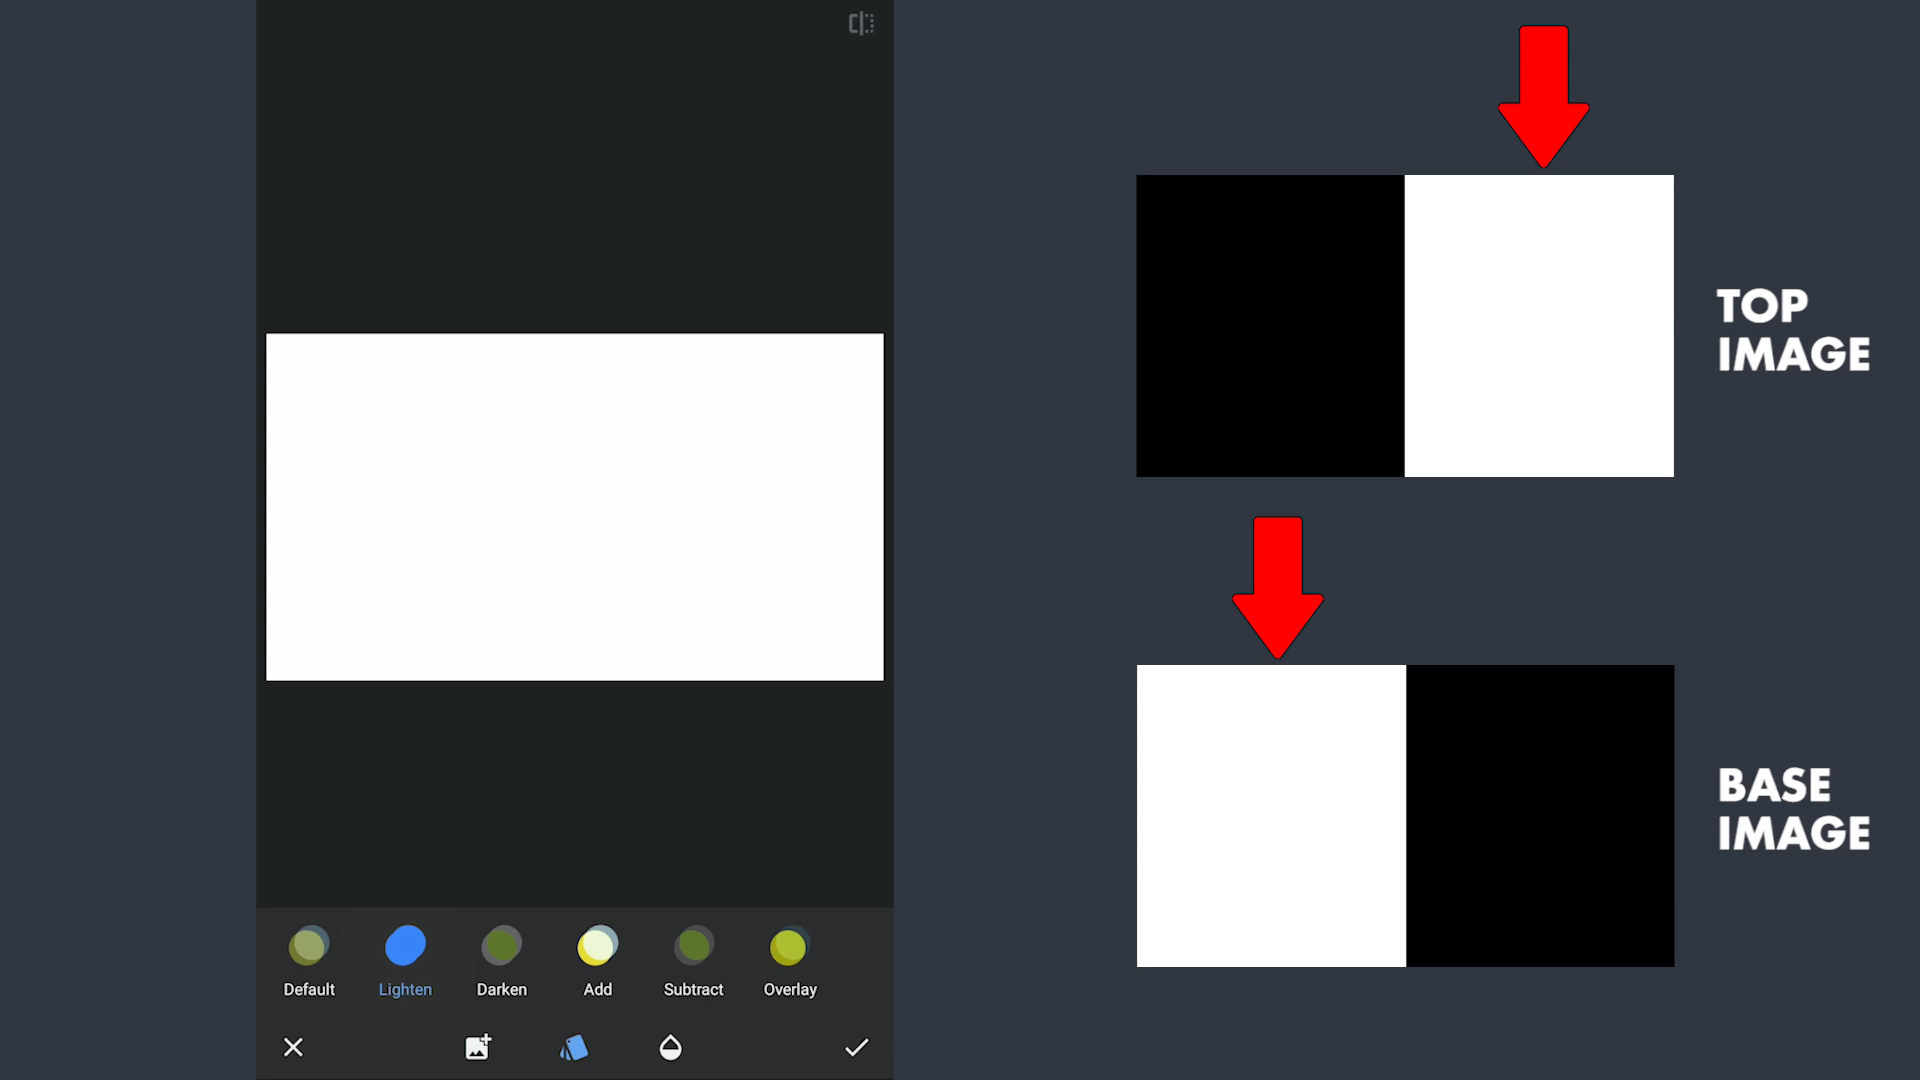 TOP
IMAGE
BASE
IMAGE
Default Lighten Darken Add Subtract Overlay